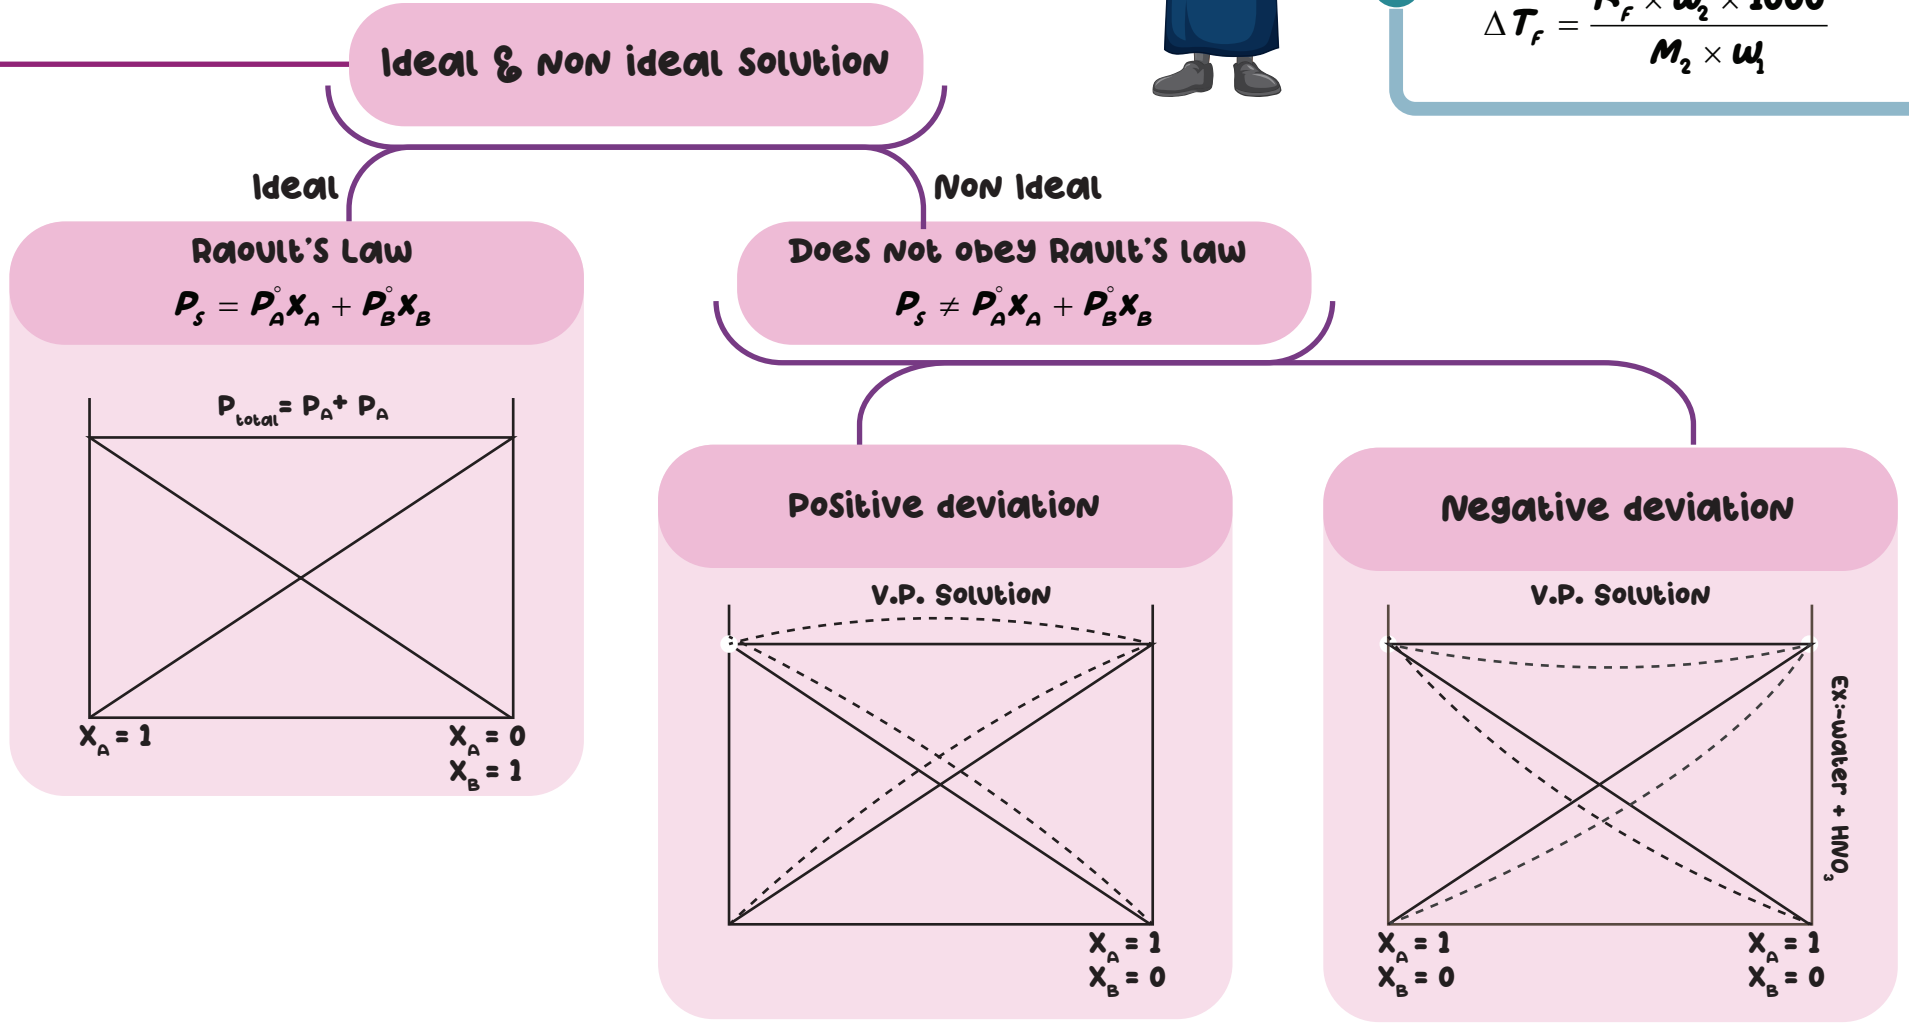 Ideal & Non ideal Solution
ΔT_F = K_F × w_2 × 1000 / M_2 × w_1
Ideal
Non Ideal
Raoult's Law
P_S = P°_A x_A + P°_B x_B
Does Not obey Rault's law
P_S ≠ P°_A x_A + P°_B x_B
P_total = P_A + P_A
X_A = 1
X_A = 0
X_B = 1
Positive deviation
V.P. Solution
X_A = 1
X_B = 0
Negative deviation
V.P. Solution
Ex:-water + HNO_3
X_A = 1
X_B = 0
X_A = 1
X_B = 0